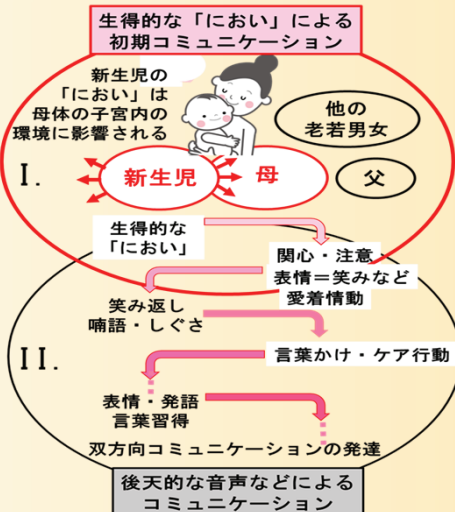 生得的な「におい」による
初期コミュニケーション
新生児の
「におい」は
母体の子宮内の
環境に影響される
他の
老若男女
I.
新生児
母
父
生得的な
「におい」
関心・注意
表情＝笑みなど
愛着情動
笑み返し
喃語・しぐさ
II.
言葉かけ・ケア行動
表情・発語
言葉習得
双方向コミュニケーションの発達
後天的な音声などによる
コミュニケーション